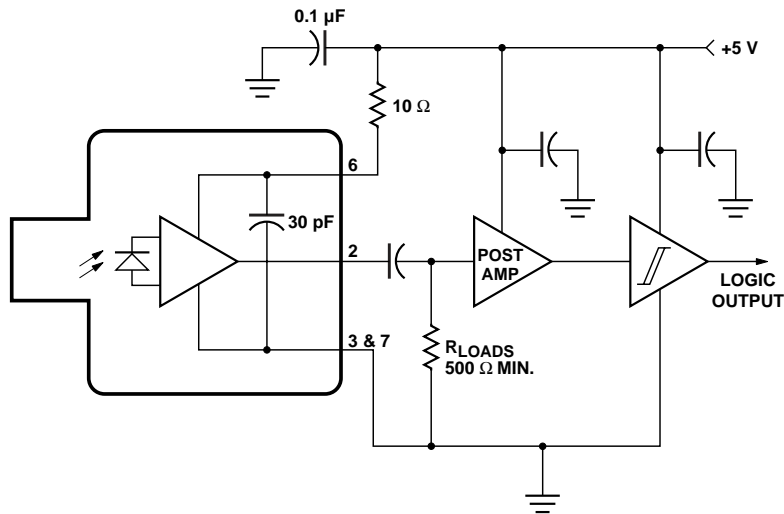 0.1 µF
+5 V
10 Ω
6
30 pF
2
POST
AMP
LOGIC
OUTPUT
3 & 7
RLOADS
500 Ω MIN.